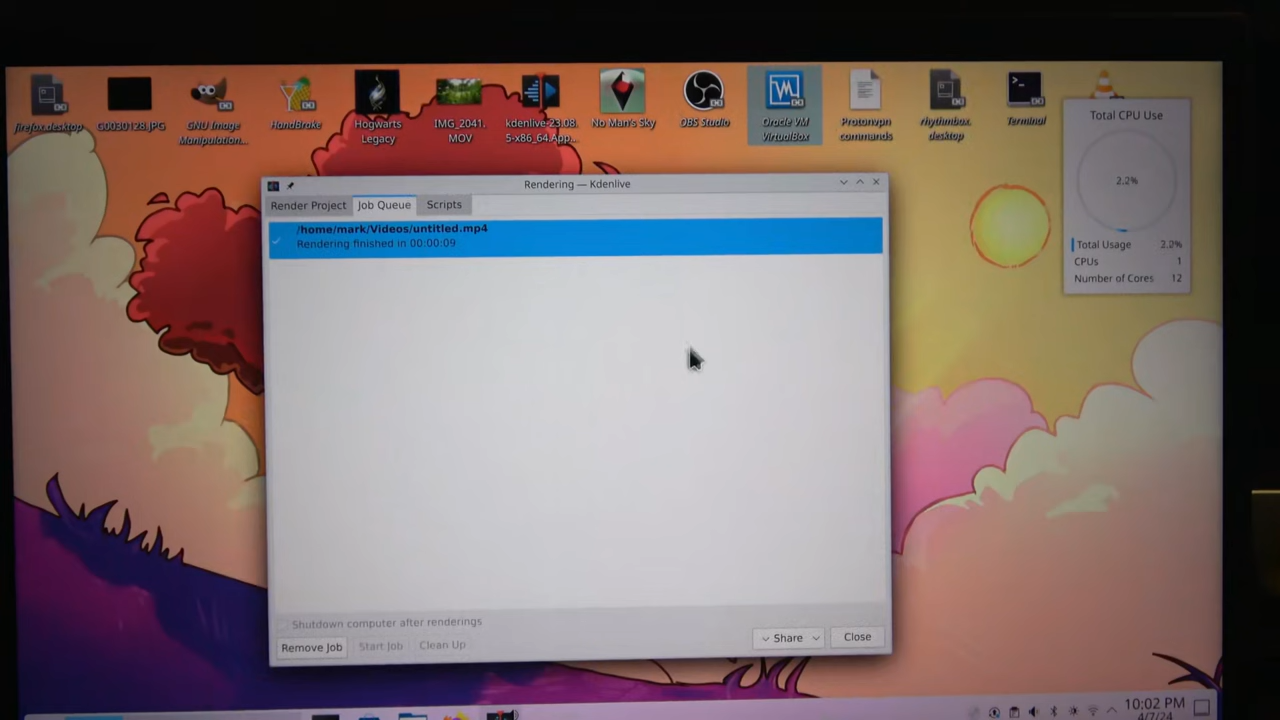 firefox.desktop
G0030128.JPG
GNU Image
Manipulation...
HandBrake
Hogwarts
Legacy
IMG_2041.
MOV
kdenlive-23.08.
5-x86_64.App...
No Man's Sky
OBS Studio
Oracle VM
VirtualBox
Protonvpn
commands
rhythmbox.
desktop
Terminal
Total CPU Use
2.2%
Total Usage 2.2%
CPUs 1
Number of Cores 12
Rendering — Kdenlive
Render Project
Job Queue
Scripts
/home/mark/Videos/untitled.mp4
Rendering finished in 00:00:09
Shutdown computer after renderings
Remove Job
Start Job
Clean Up
Share
Close
10:02 PM
4/7/24